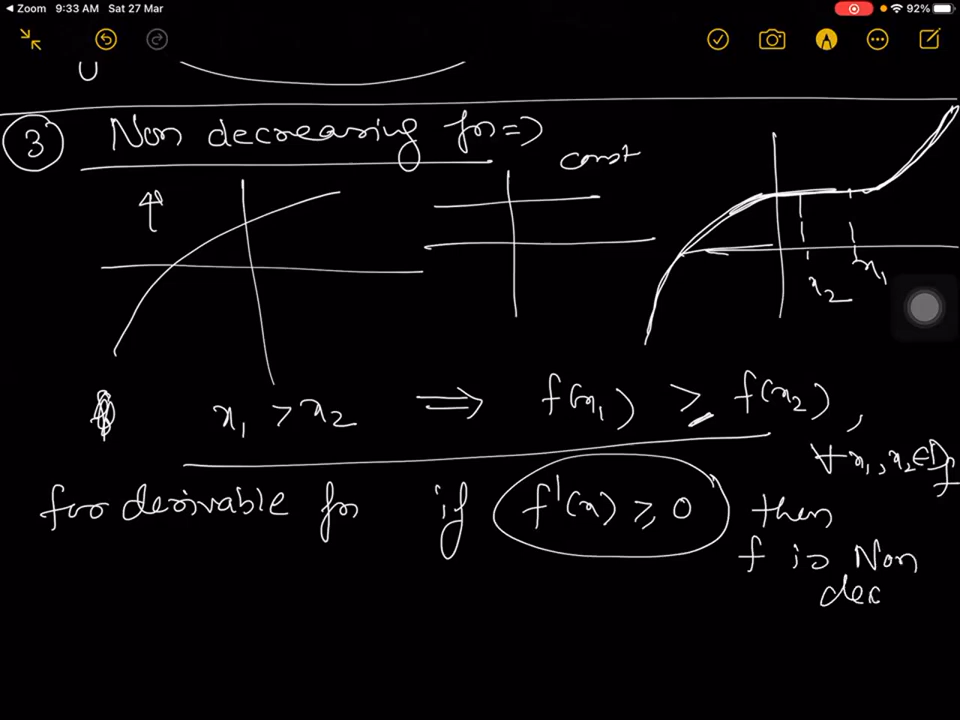 Zoom 9:33 AM Sat 27 Mar 92%
U
3 Non decreasing fn=>
const
↑
x2 x1
x1 > x2 ⟹ f(x1) ≥ f(x2),
∀ x1, x2 ∈ Df
for derivable fn if f'(x) ≥ 0 then
f is Non
dec